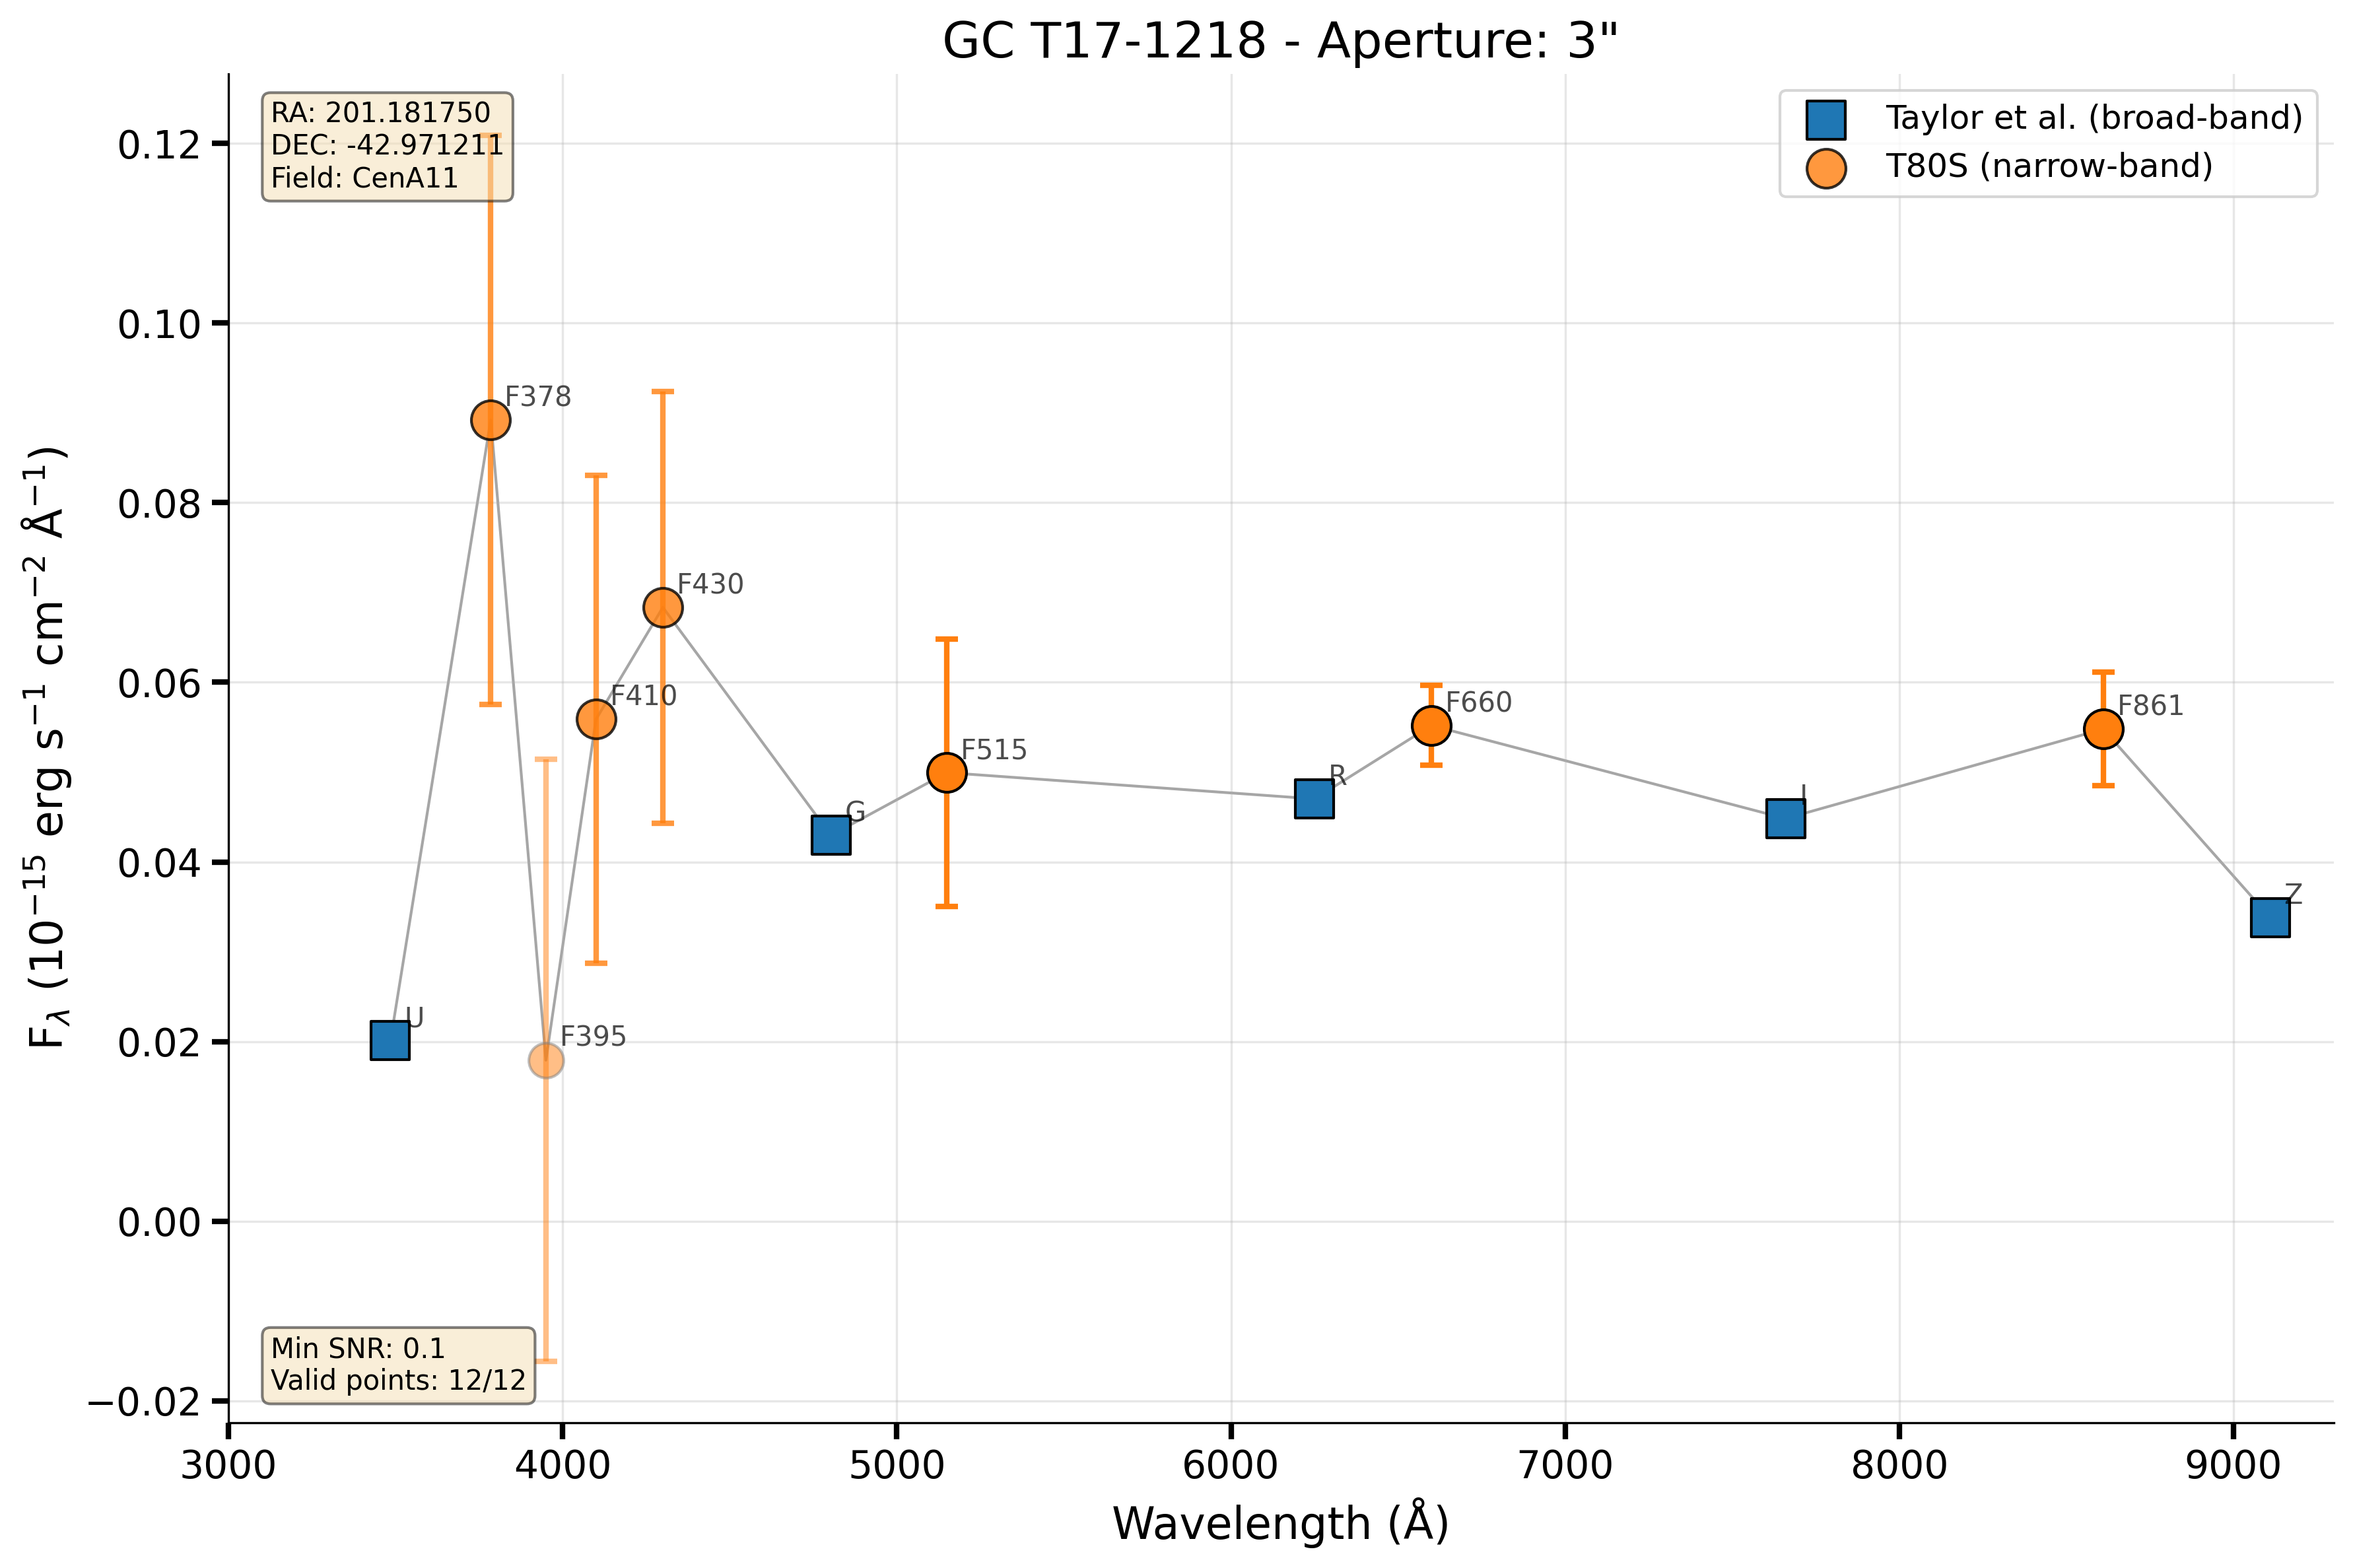 GC T17-1218 - Aperture: 3"
RA: 201.181750
DEC: -42.971211
Field: CenA11
Taylor et al. (broad-band)
T80S (narrow-band)
0.12
0.10
0.08
0.06
0.04
0.02
0.00
−0.02
F_λ (10⁻¹⁵ erg s⁻¹ cm⁻² Å⁻¹)
F378
F430
F410
F515
F660
F861
G
R
I
Z
U
F395
Min SNR: 0.1
Valid points: 12/12
3000 4000 5000 6000 7000 8000 9000
Wavelength (Å)